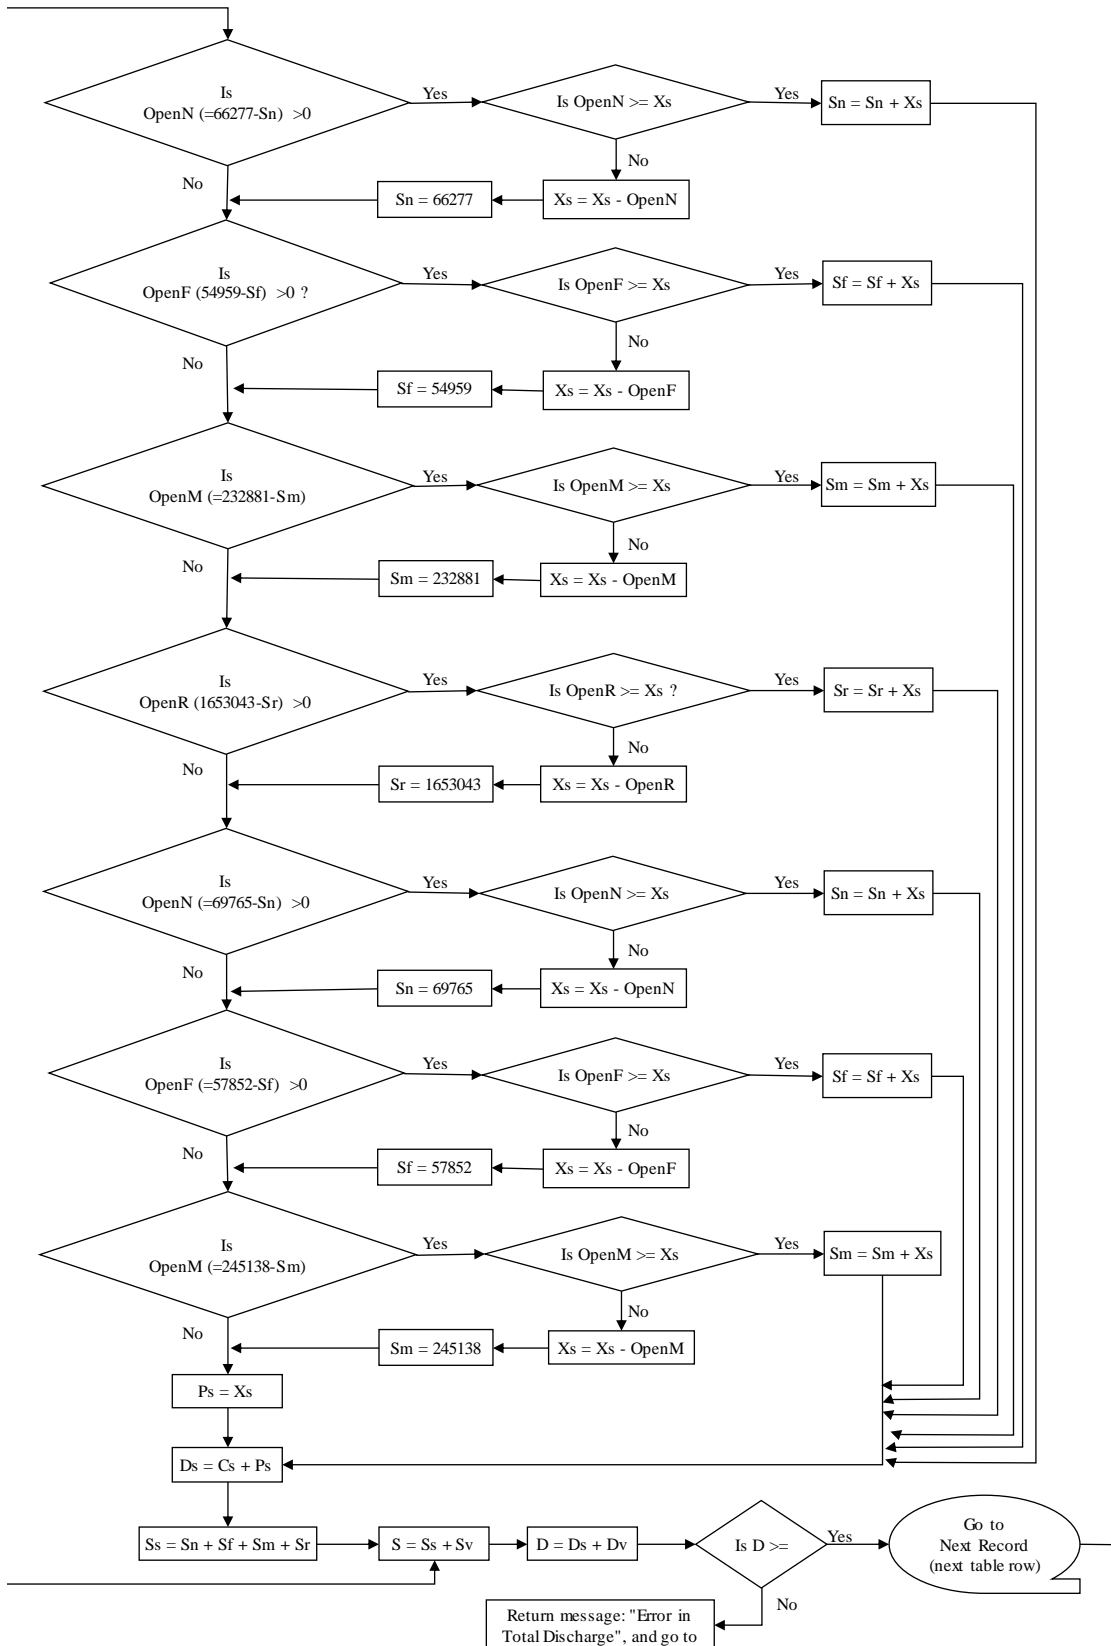 Is
OpenN (=66277-Sn) >0
Yes
Is OpenN >= Xs
Yes
Sn = Sn + Xs
No
No
Sn = 66277
Xs = Xs - OpenN
Is
OpenF (54959-Sf) >0 ?
Yes
Is OpenF >= Xs
Yes
Sf = Sf + Xs
No
No
Sf = 54959
Xs = Xs - OpenF
Is
OpenM (=232881-Sm)
Yes
Is OpenM >= Xs
Yes
Sm = Sm + Xs
No
No
Sm = 232881
Xs = Xs - OpenM
Is
OpenR (1653043-Sr) >0
Yes
Is OpenR >= Xs ?
Yes
Sr = Sr + Xs
No
No
Sr = 1653043
Xs = Xs - OpenR
Is
OpenN (=69765-Sn) >0
Yes
Is OpenN >= Xs
Yes
Sn = Sn + Xs
No
No
Sn = 69765
Xs = Xs - OpenN
Is
OpenF (=57852-Sf) >0
Yes
Is OpenF >= Xs
Yes
Sf = Sf + Xs
No
No
Sf = 57852
Xs = Xs - OpenF
Is
OpenM (=245138-Sm)
Yes
Is OpenM >= Xs
Yes
Sm = Sm + Xs
No
No
Sm = 245138
Xs = Xs - OpenM
Ps = Xs
Ds = Cs + Ps
Ss = Sn + Sf + Sm + Sr
S = Ss + Sv
D = Ds + Dv
Is D >=
Yes
Go to
Next Record
(next table row)
No
Return message: "Error in
Total Discharge", and go to